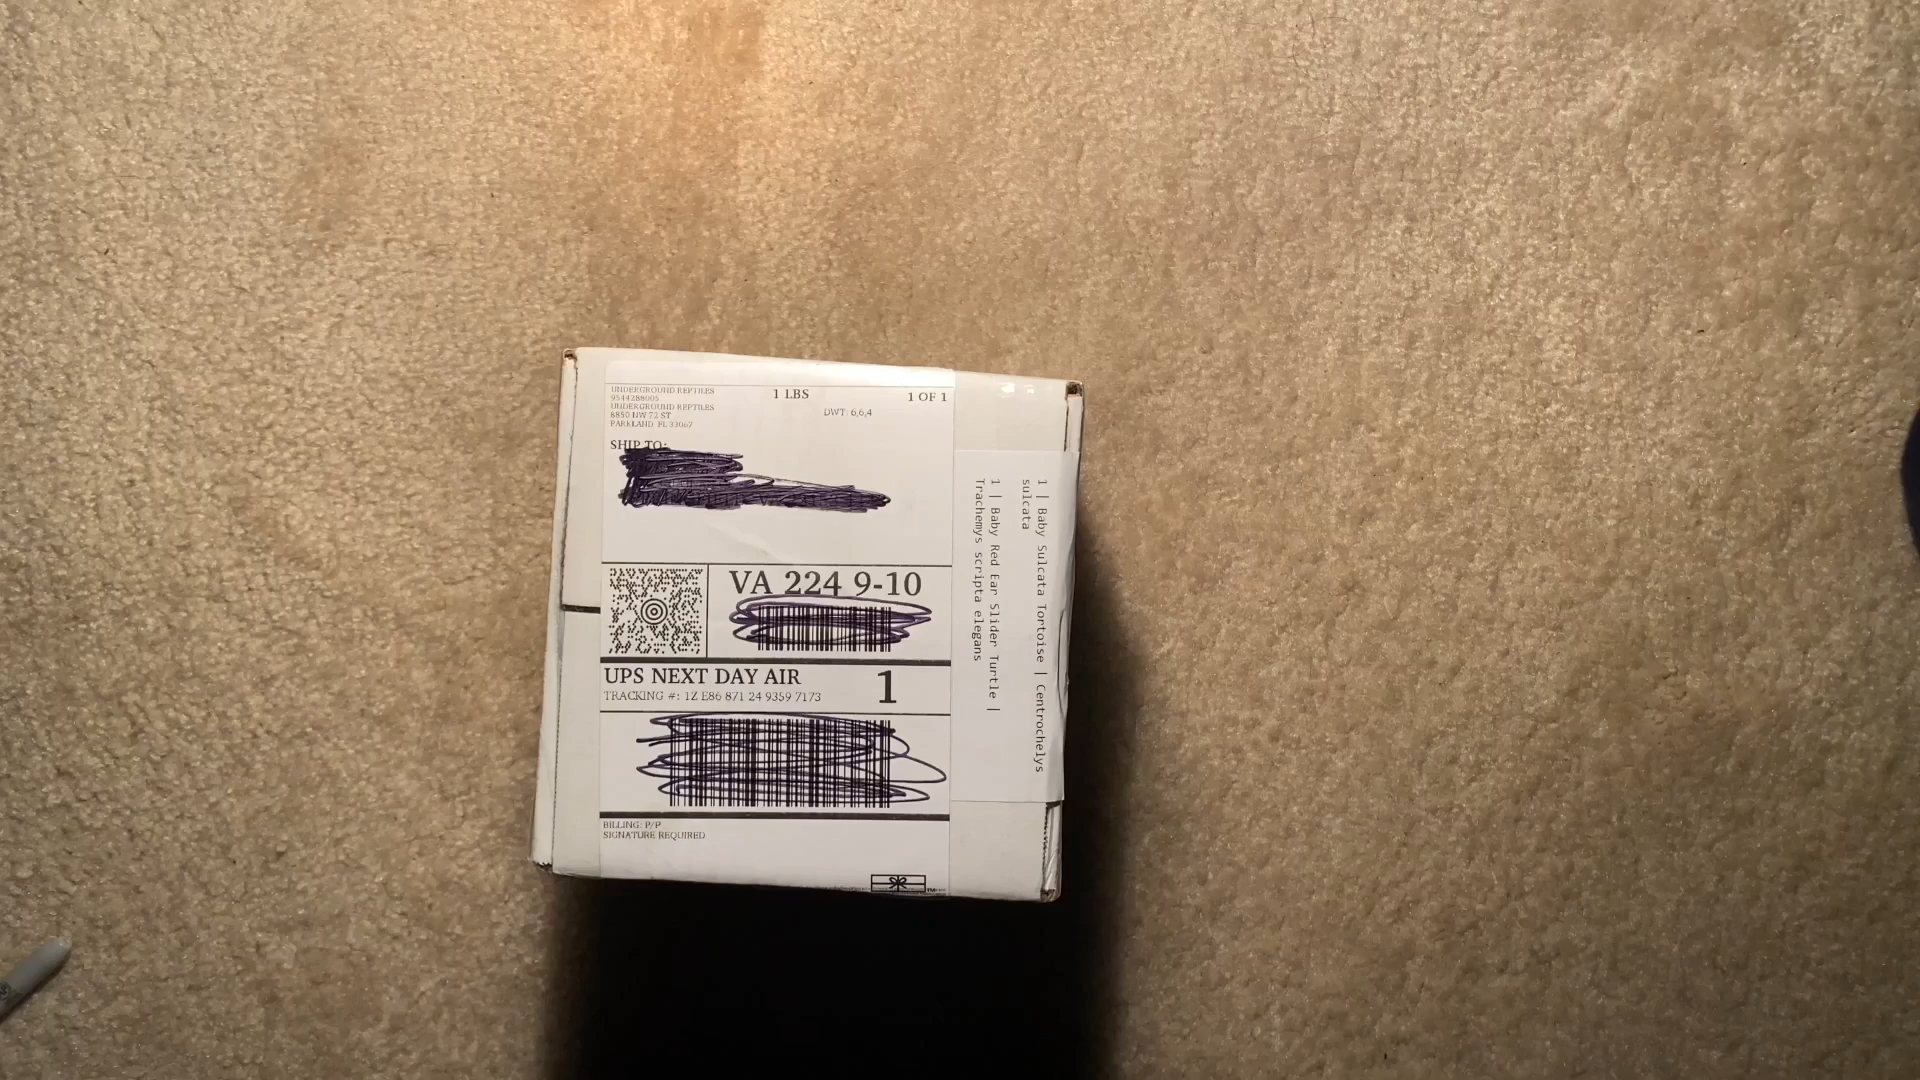 UNDERGROUND REPTILES
9544288005
UNDERGROUND REPTILES
8850 NW 72 ST
PARKLAND FL 33067
1 LBS
1 OF 1
DWT: 6,6,4
SHIP TO:
VA 224 9-10
UPS NEXT DAY AIR
TRACKING #: 1Z E86 871 24 9359 7173
1
BILLING: P/P
SIGNATURE REQUIRED
1 | Baby Sulcata Tortoise | Centrochelys
sulcata
1 | Baby Red Ear Slider Turtle |
Trachemys scripta elegans